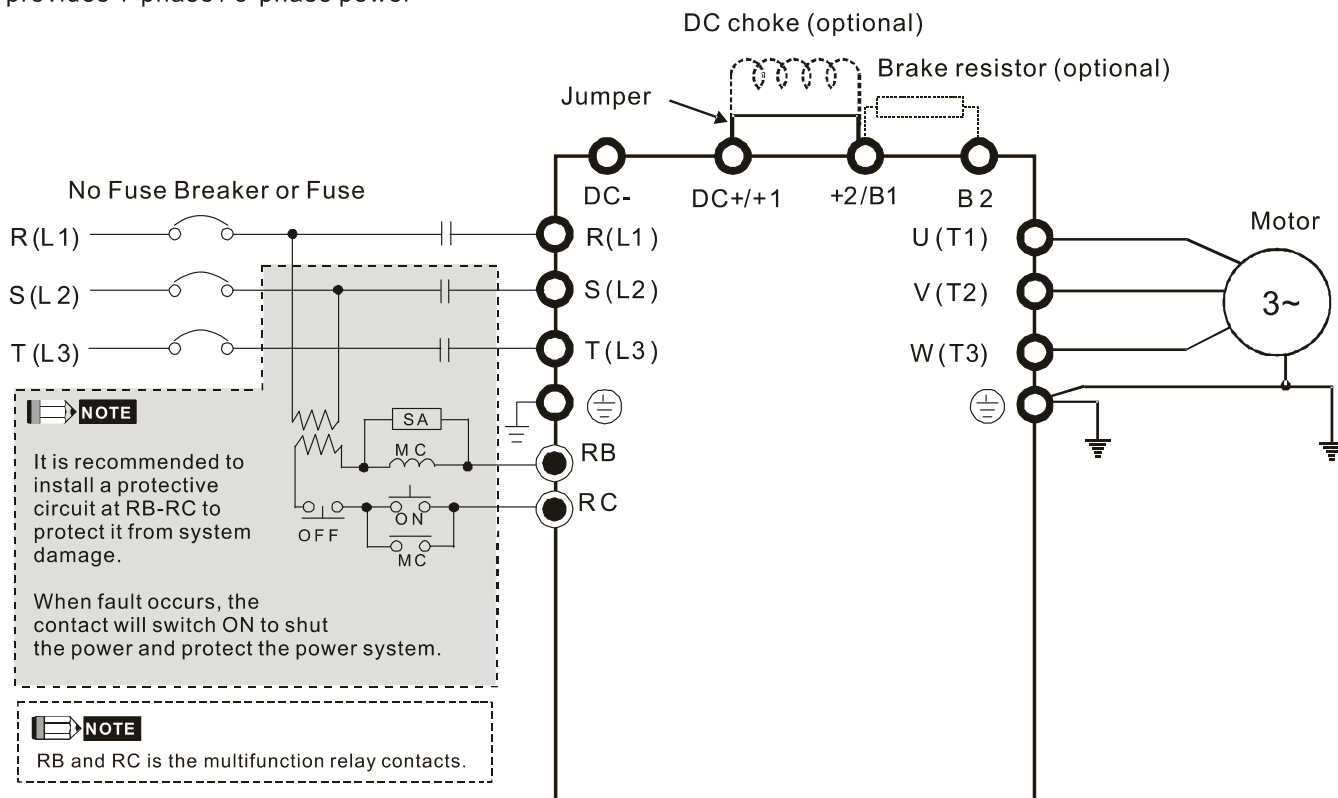 DC choke (optional)
Brake resistor (optional)
Jumper
No Fuse Breaker or Fuse
DC-
DC+/+1
+2/B1
B2
Motor
R(L1)
R(L1)
U(T1)
S(L2)
S(L2)
V(T2)
3~
T(L3)
T(L3)
W(T3)
NOTE
It is recommended to
install a protective
circuit at RB-RC to
protect it from system
damage.
When fault occurs, the
contact will switch ON to shut
the power and protect the power system.
SA
MC
RB
RC
OFF
ON
MC
NOTE
RB and RC is the multifunction relay contacts.